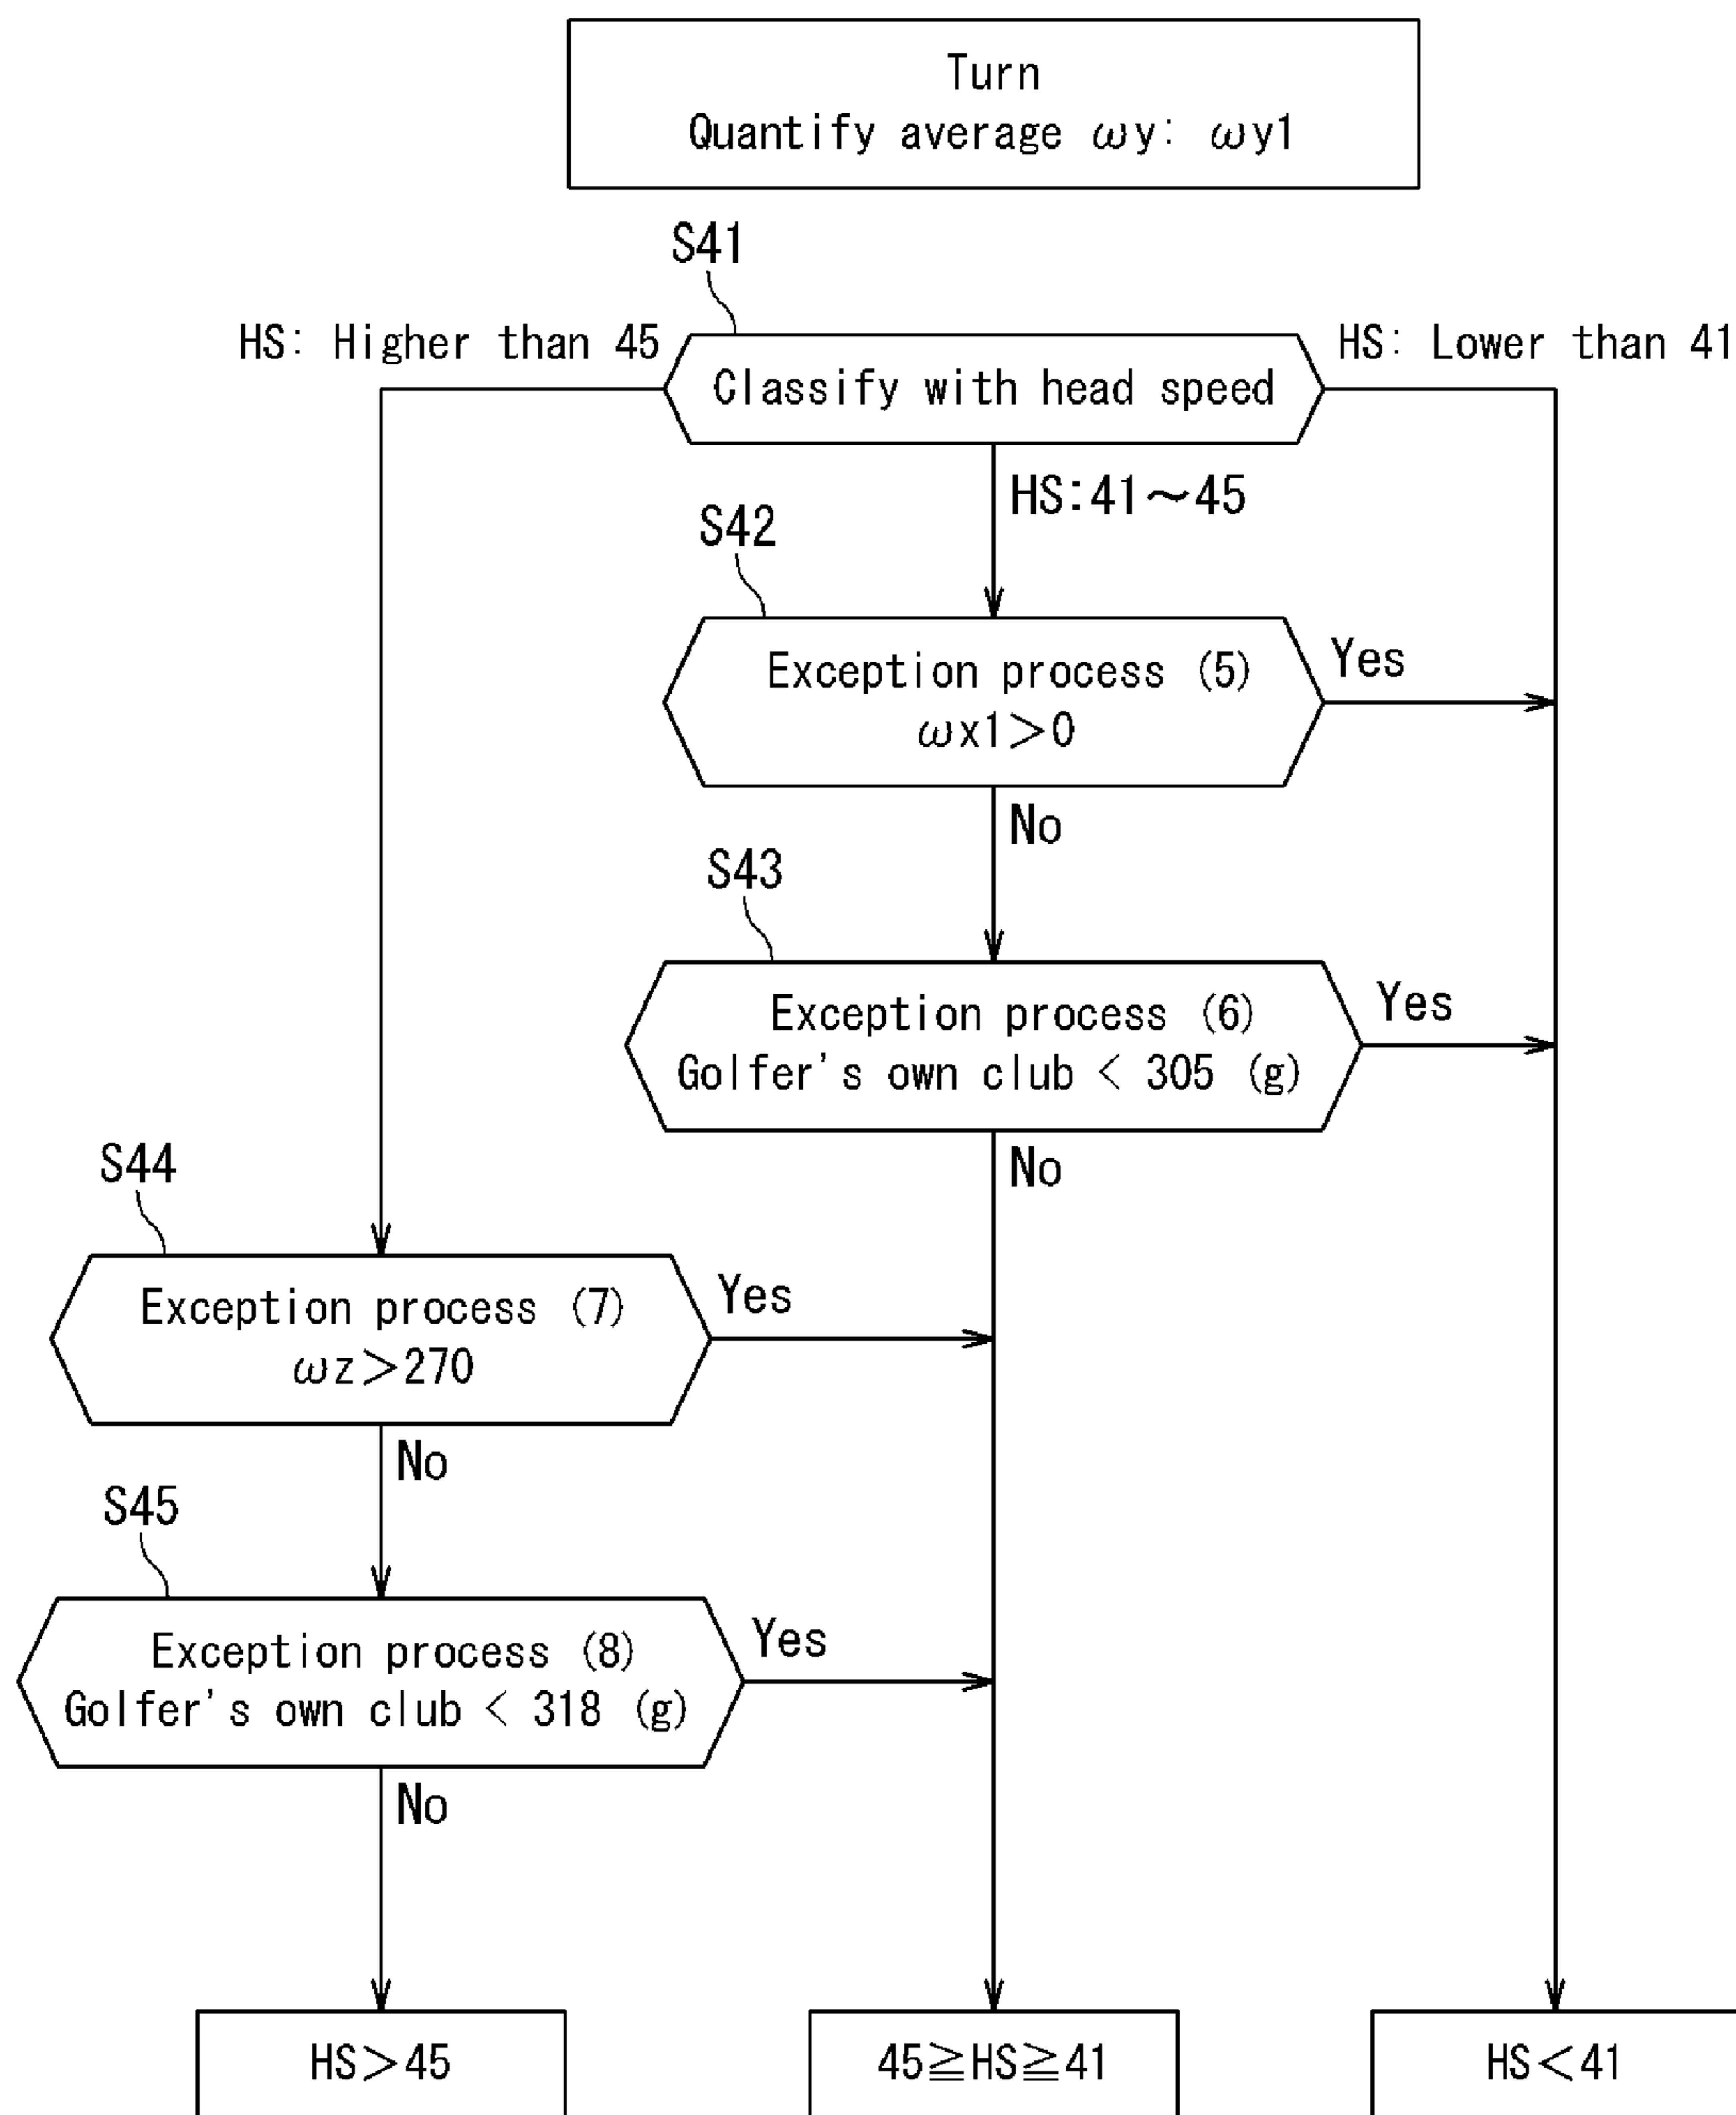 Turn
Quantify average ωy: ωy1
S41
HS: Higher than 45
HS: Lower than 41
Classify with head speed
HS:41～45
S42
Exception process (5)
ωx1＞0
Yes
No
S43
Exception process (6)
Golfer's own club < 305 (g)
Yes
No
S44
Exception process (7)
ωz＞270
Yes
No
S45
Exception process (8)
Golfer's own club < 318 (g)
Yes
No
HS＞45
45≧HS≧41
HS＜41